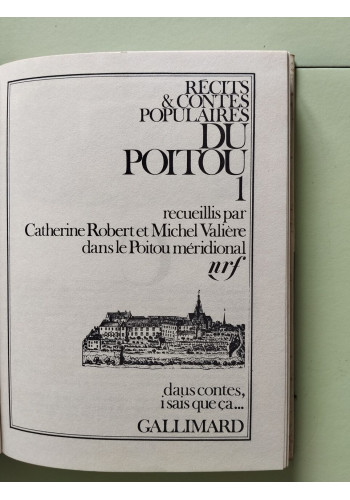 RÉCITS
& CONTES
POPULAIRES
DU
POITOU
1
recueillis par
Catherine Robert et Michel Valière
dans le Poitou méridional
nrf
daus contes,
i sais que ça...
GALLIMARD